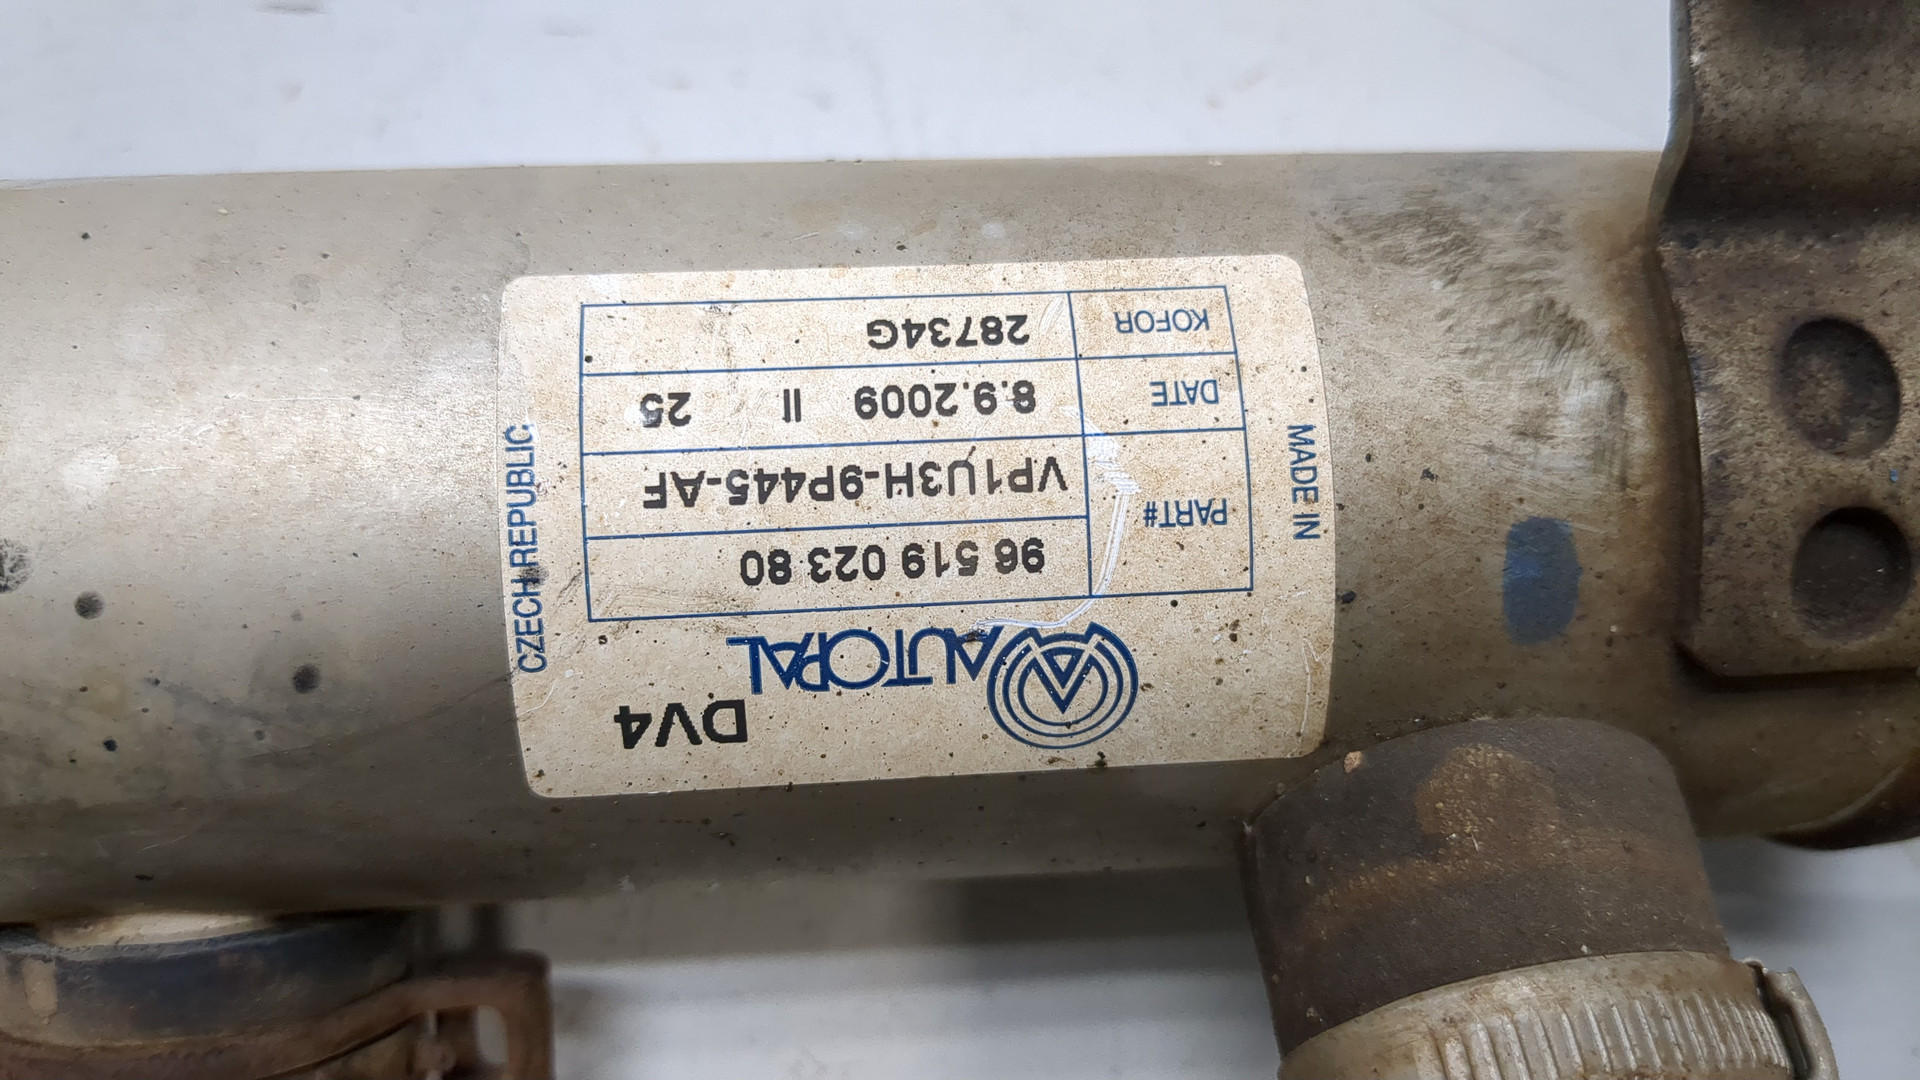 DV4
AUTOPAL
MADE IN
PART# 96 519 023 80
VP1U3H-9P445-AF
DATE 8.9.2009 II 25
KOFOR 28734G
CZECH REPUBLIC